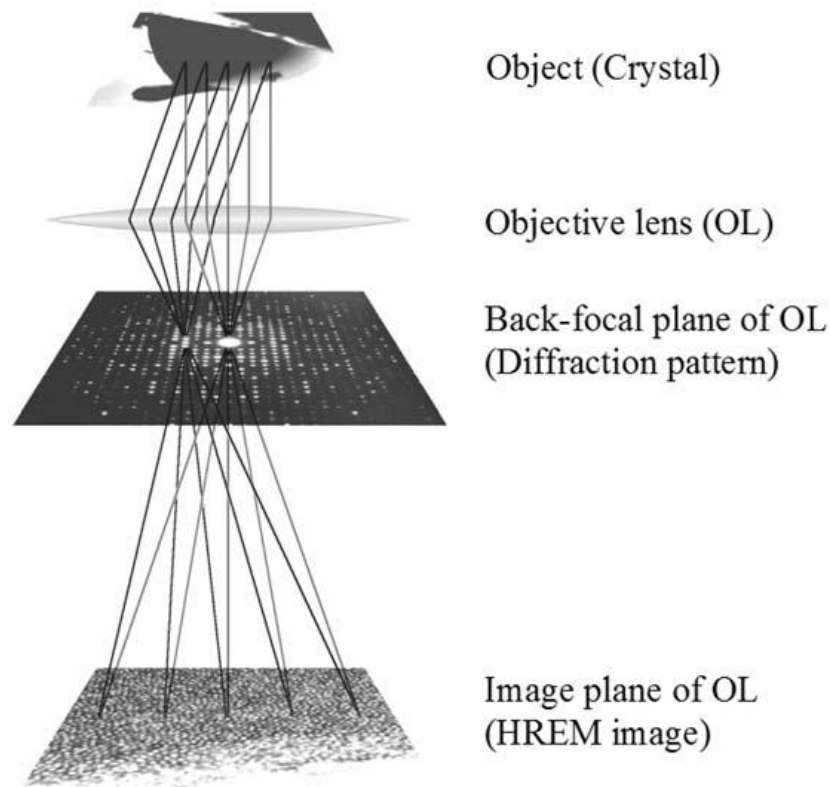 Object (Crystal)
Objective lens (OL)
Back-focal plane of OL
(Diffraction pattern)
Image plane of OL
(HREM image)